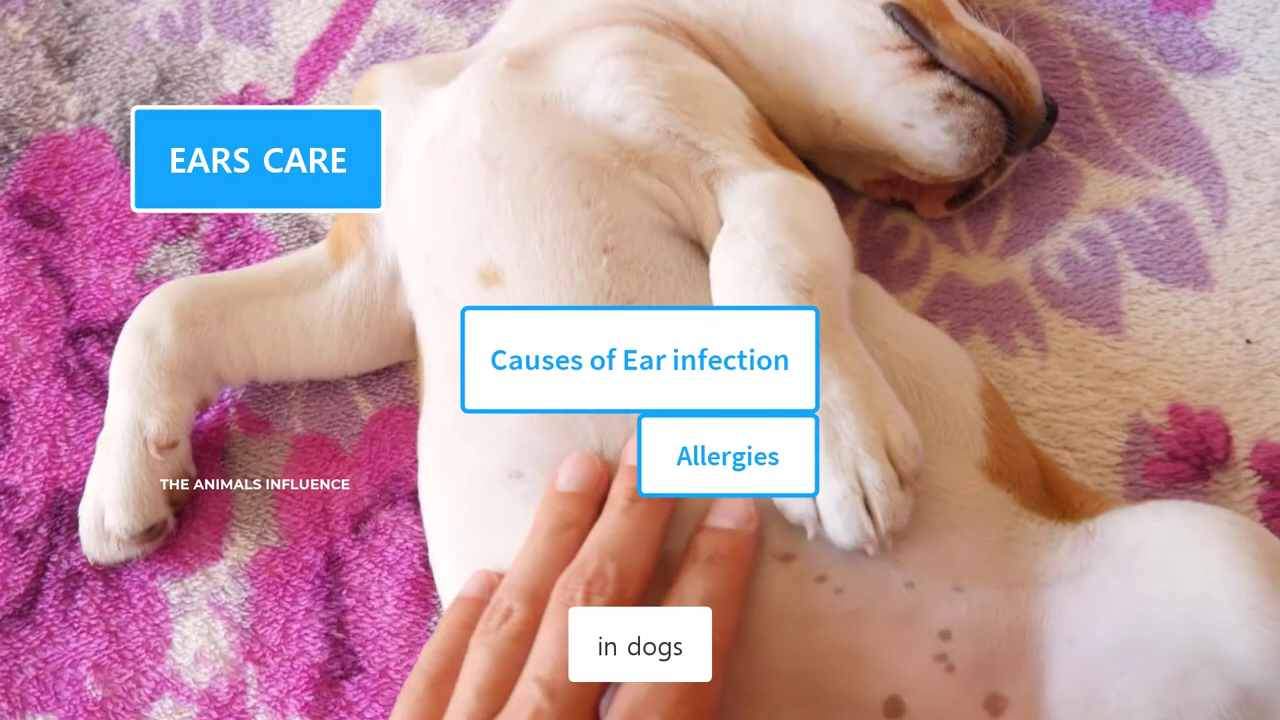 EARS CARE
Causes of Ear infection
Allergies
THE ANIMALS INFLUENCE
in dogs